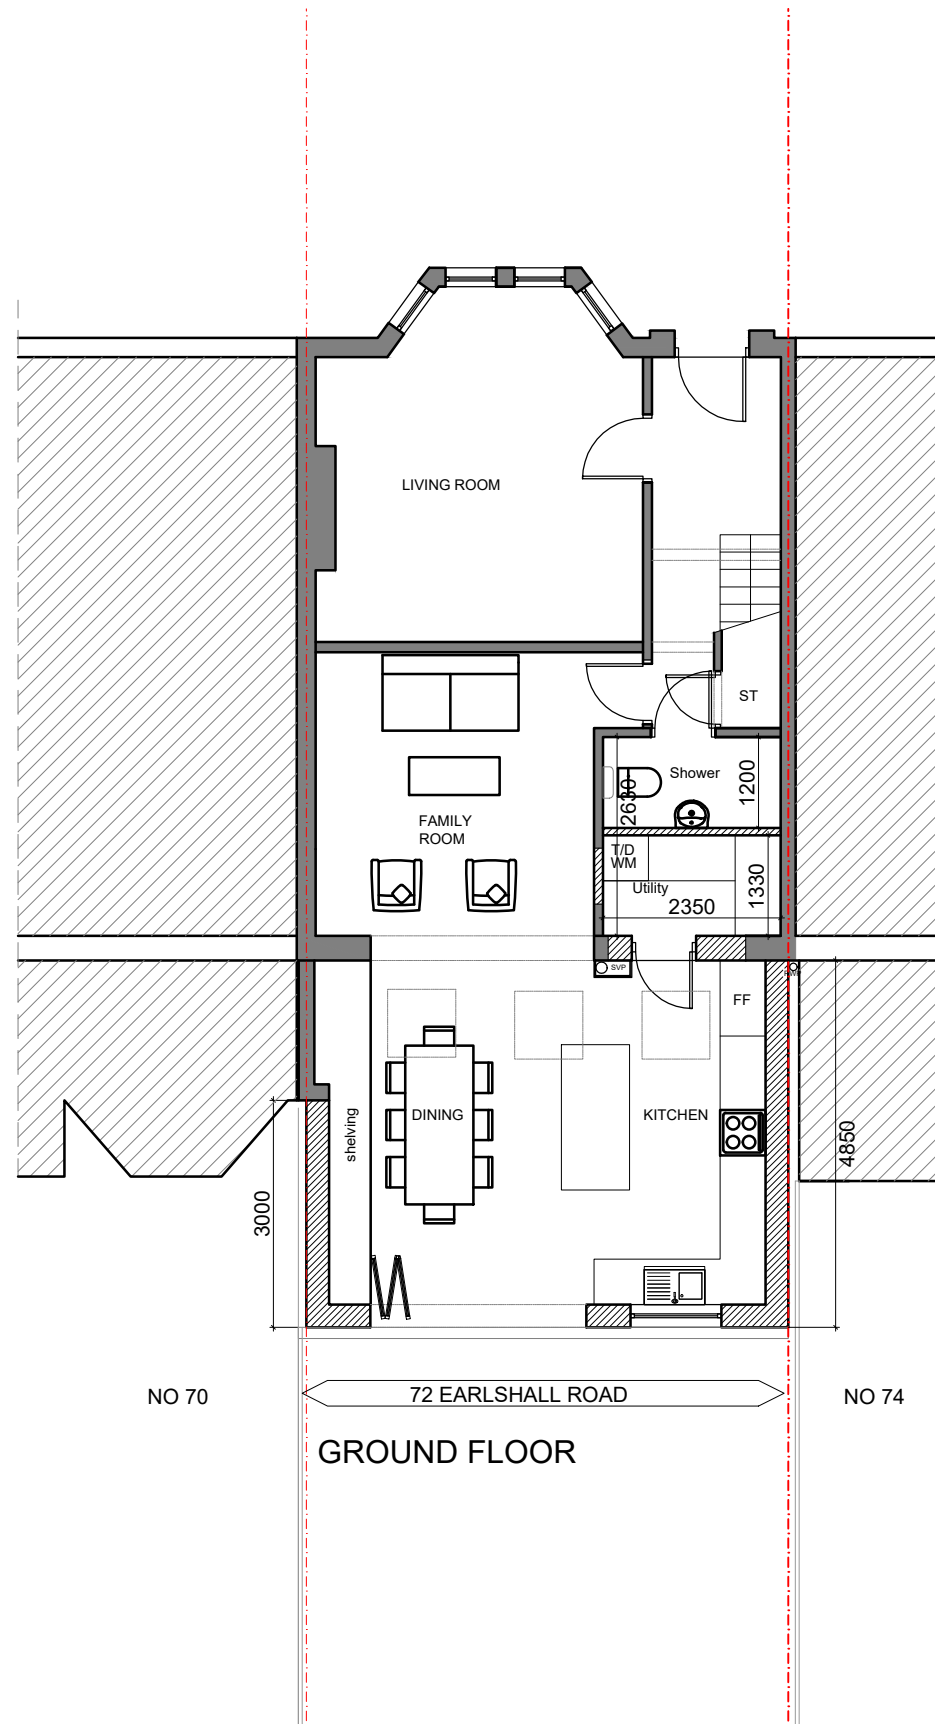 LIVING ROOM
ST
Shower
2630
1200
FAMILY
ROOM
T/D
WM
Utility
1330
2350
SVP
FF
DINING
KITCHEN
shelving
4850
3000
NO 70
72 EARLSHALL ROAD
NO 74
GROUND FLOOR